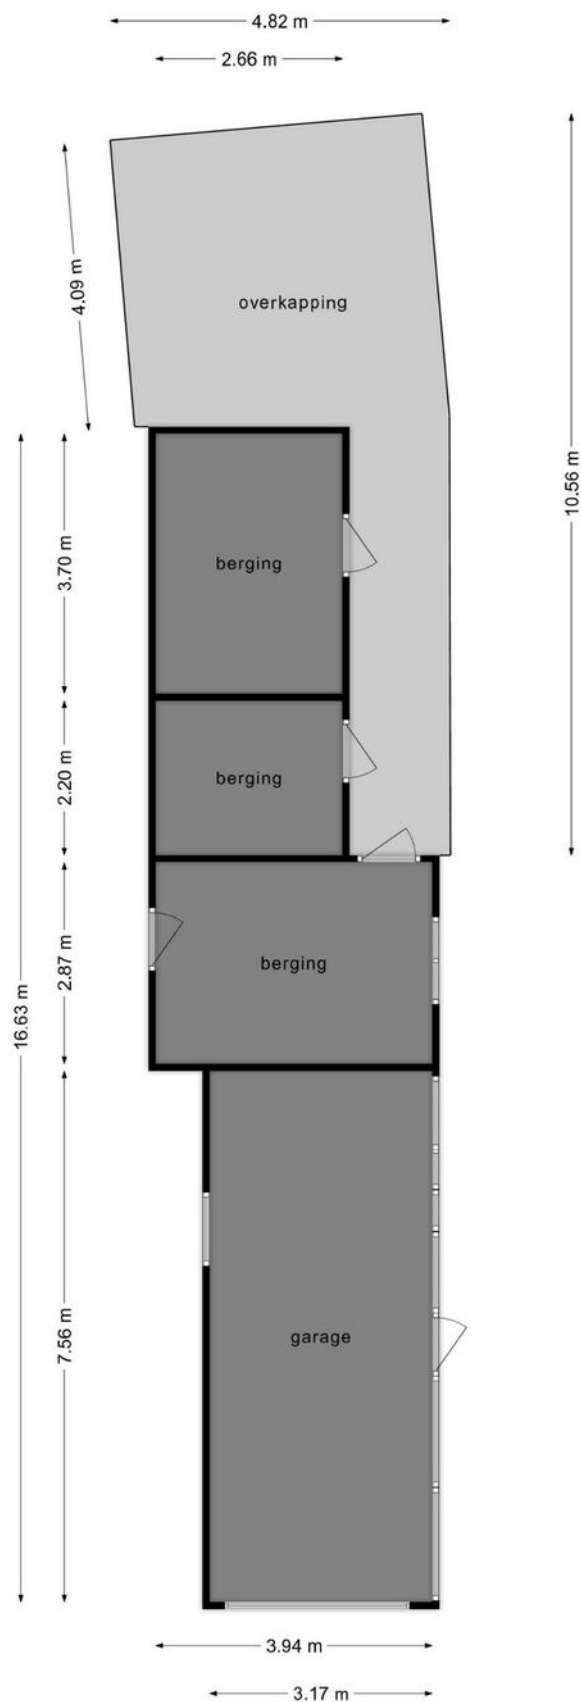 4.82 m
2.66 m
4.09 m
overkapping
10.56 m
3.70 m
berging
2.20 m
berging
2.87 m
berging
16.63 m
7.56 m
garage
3.94 m
3.17 m